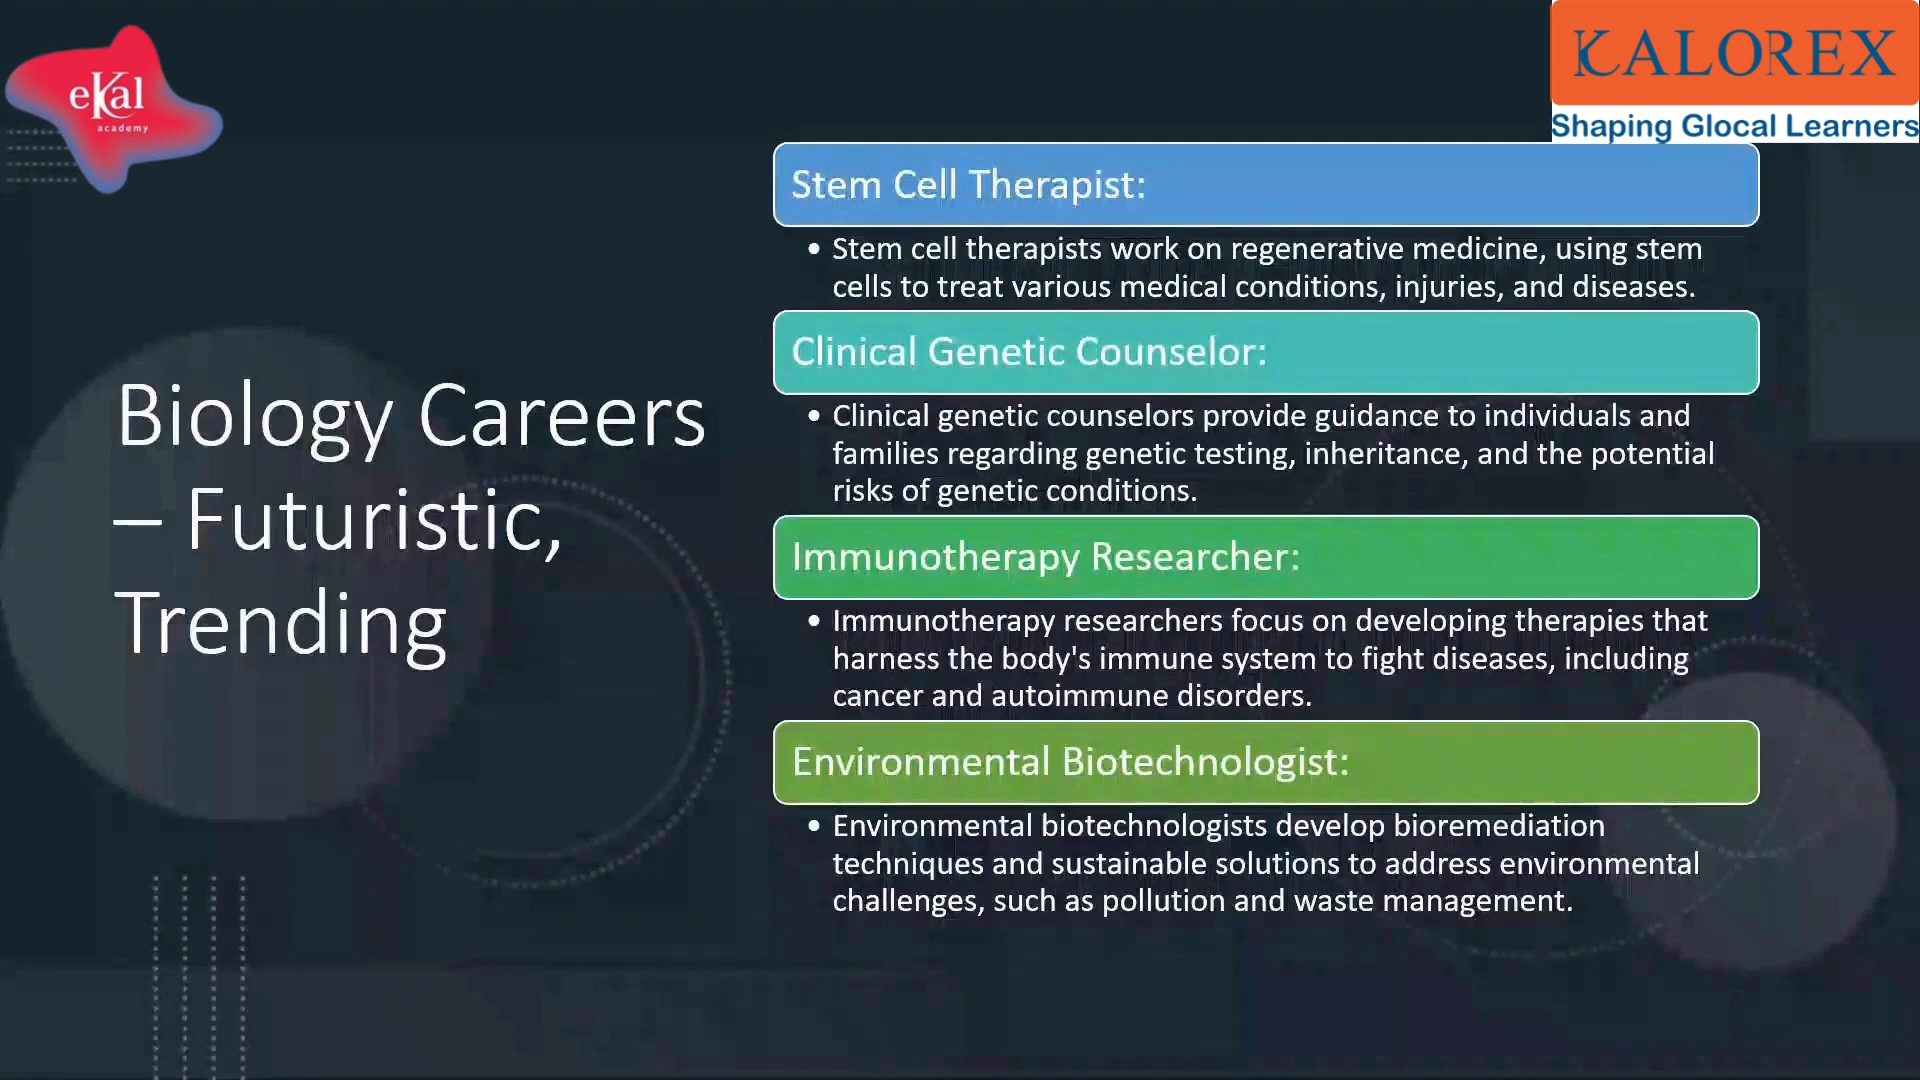 eKal
academy
KALOREX
Shaping Glocal Learners
Biology Careers
– Futuristic,
Trending
Stem Cell Therapist:
• Stem cell therapists work on regenerative medicine, using stem
cells to treat various medical conditions, injuries, and diseases.
Clinical Genetic Counselor:
• Clinical genetic counselors provide guidance to individuals and
families regarding genetic testing, inheritance, and the potential
risks of genetic conditions.
Immunotherapy Researcher:
• Immunotherapy researchers focus on developing therapies that
harness the body's immune system to fight diseases, including
cancer and autoimmune disorders.
Environmental Biotechnologist:
• Environmental biotechnologists develop bioremediation
techniques and sustainable solutions to address environmental
challenges, such as pollution and waste management.